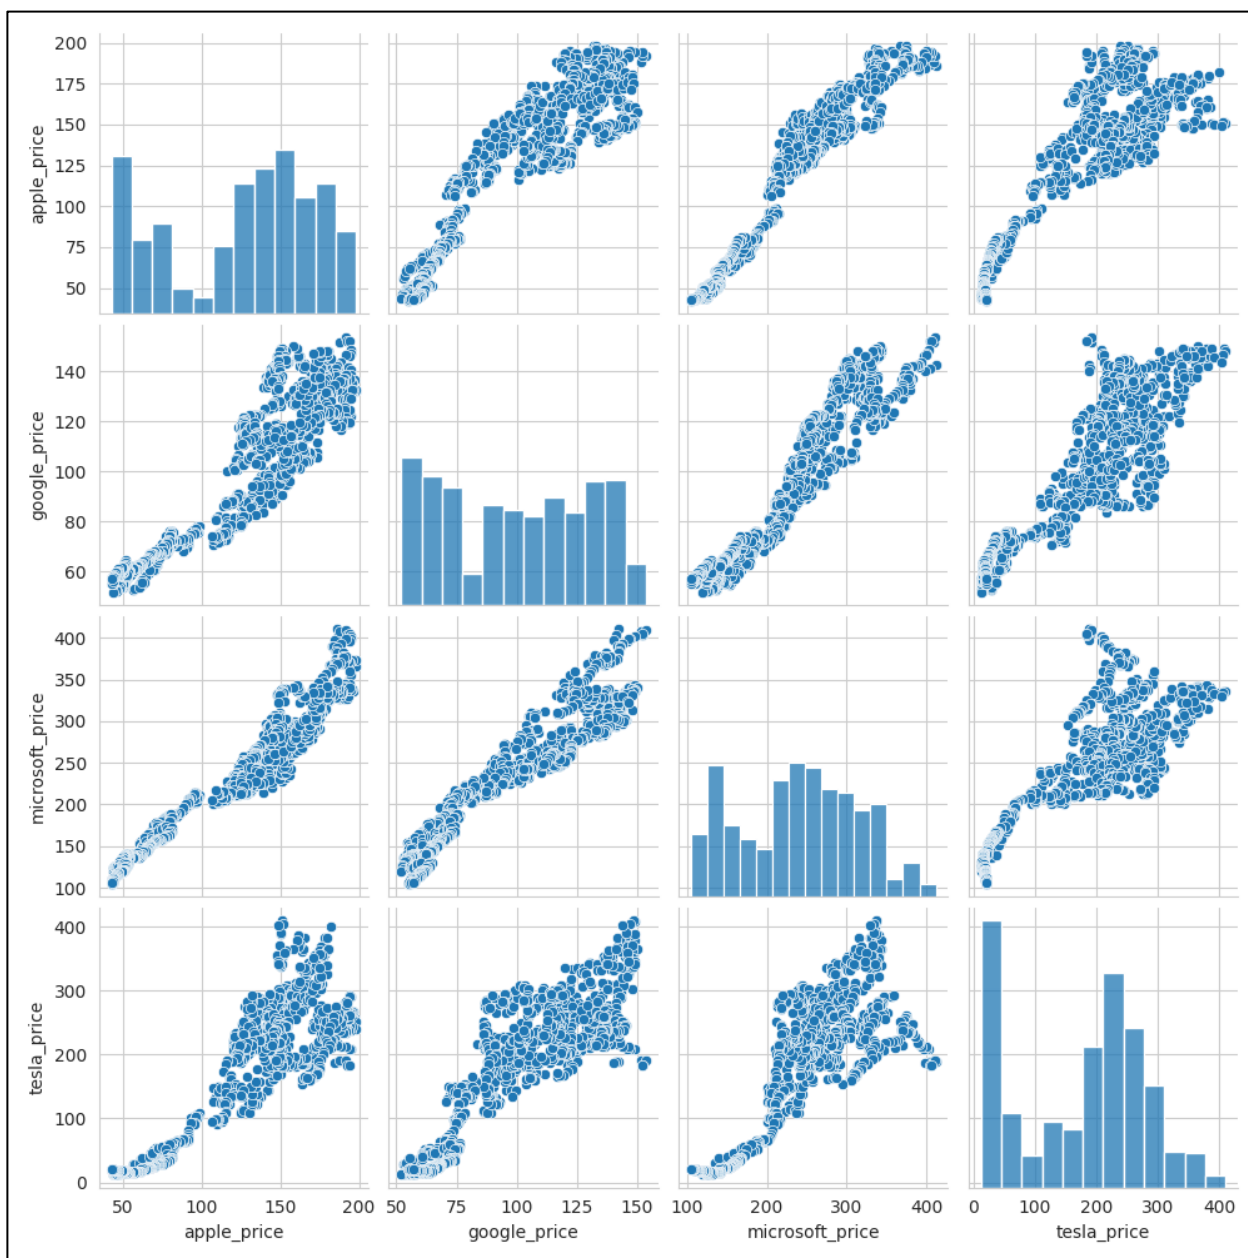 200
175
150
125
100
75
50
apple_price
140
120
100
80
60
google_price
400
350
300
250
200
150
100
microsoft_price
400
300
200
100
0
tesla_price
50 100 150 200
50 75 100 125 150
100 200 300 400
0 100 200 300 400
apple_price google_price microsoft_price tesla_price